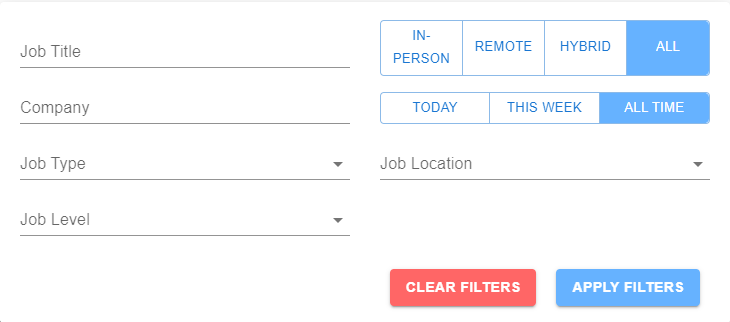 Job Title
IN-
PERSON
REMOTE
HYBRID
ALL
Company
TODAY
THIS WEEK
ALL TIME
Job Type
Job Location
Job Level
CLEAR FILTERS
APPLY FILTERS